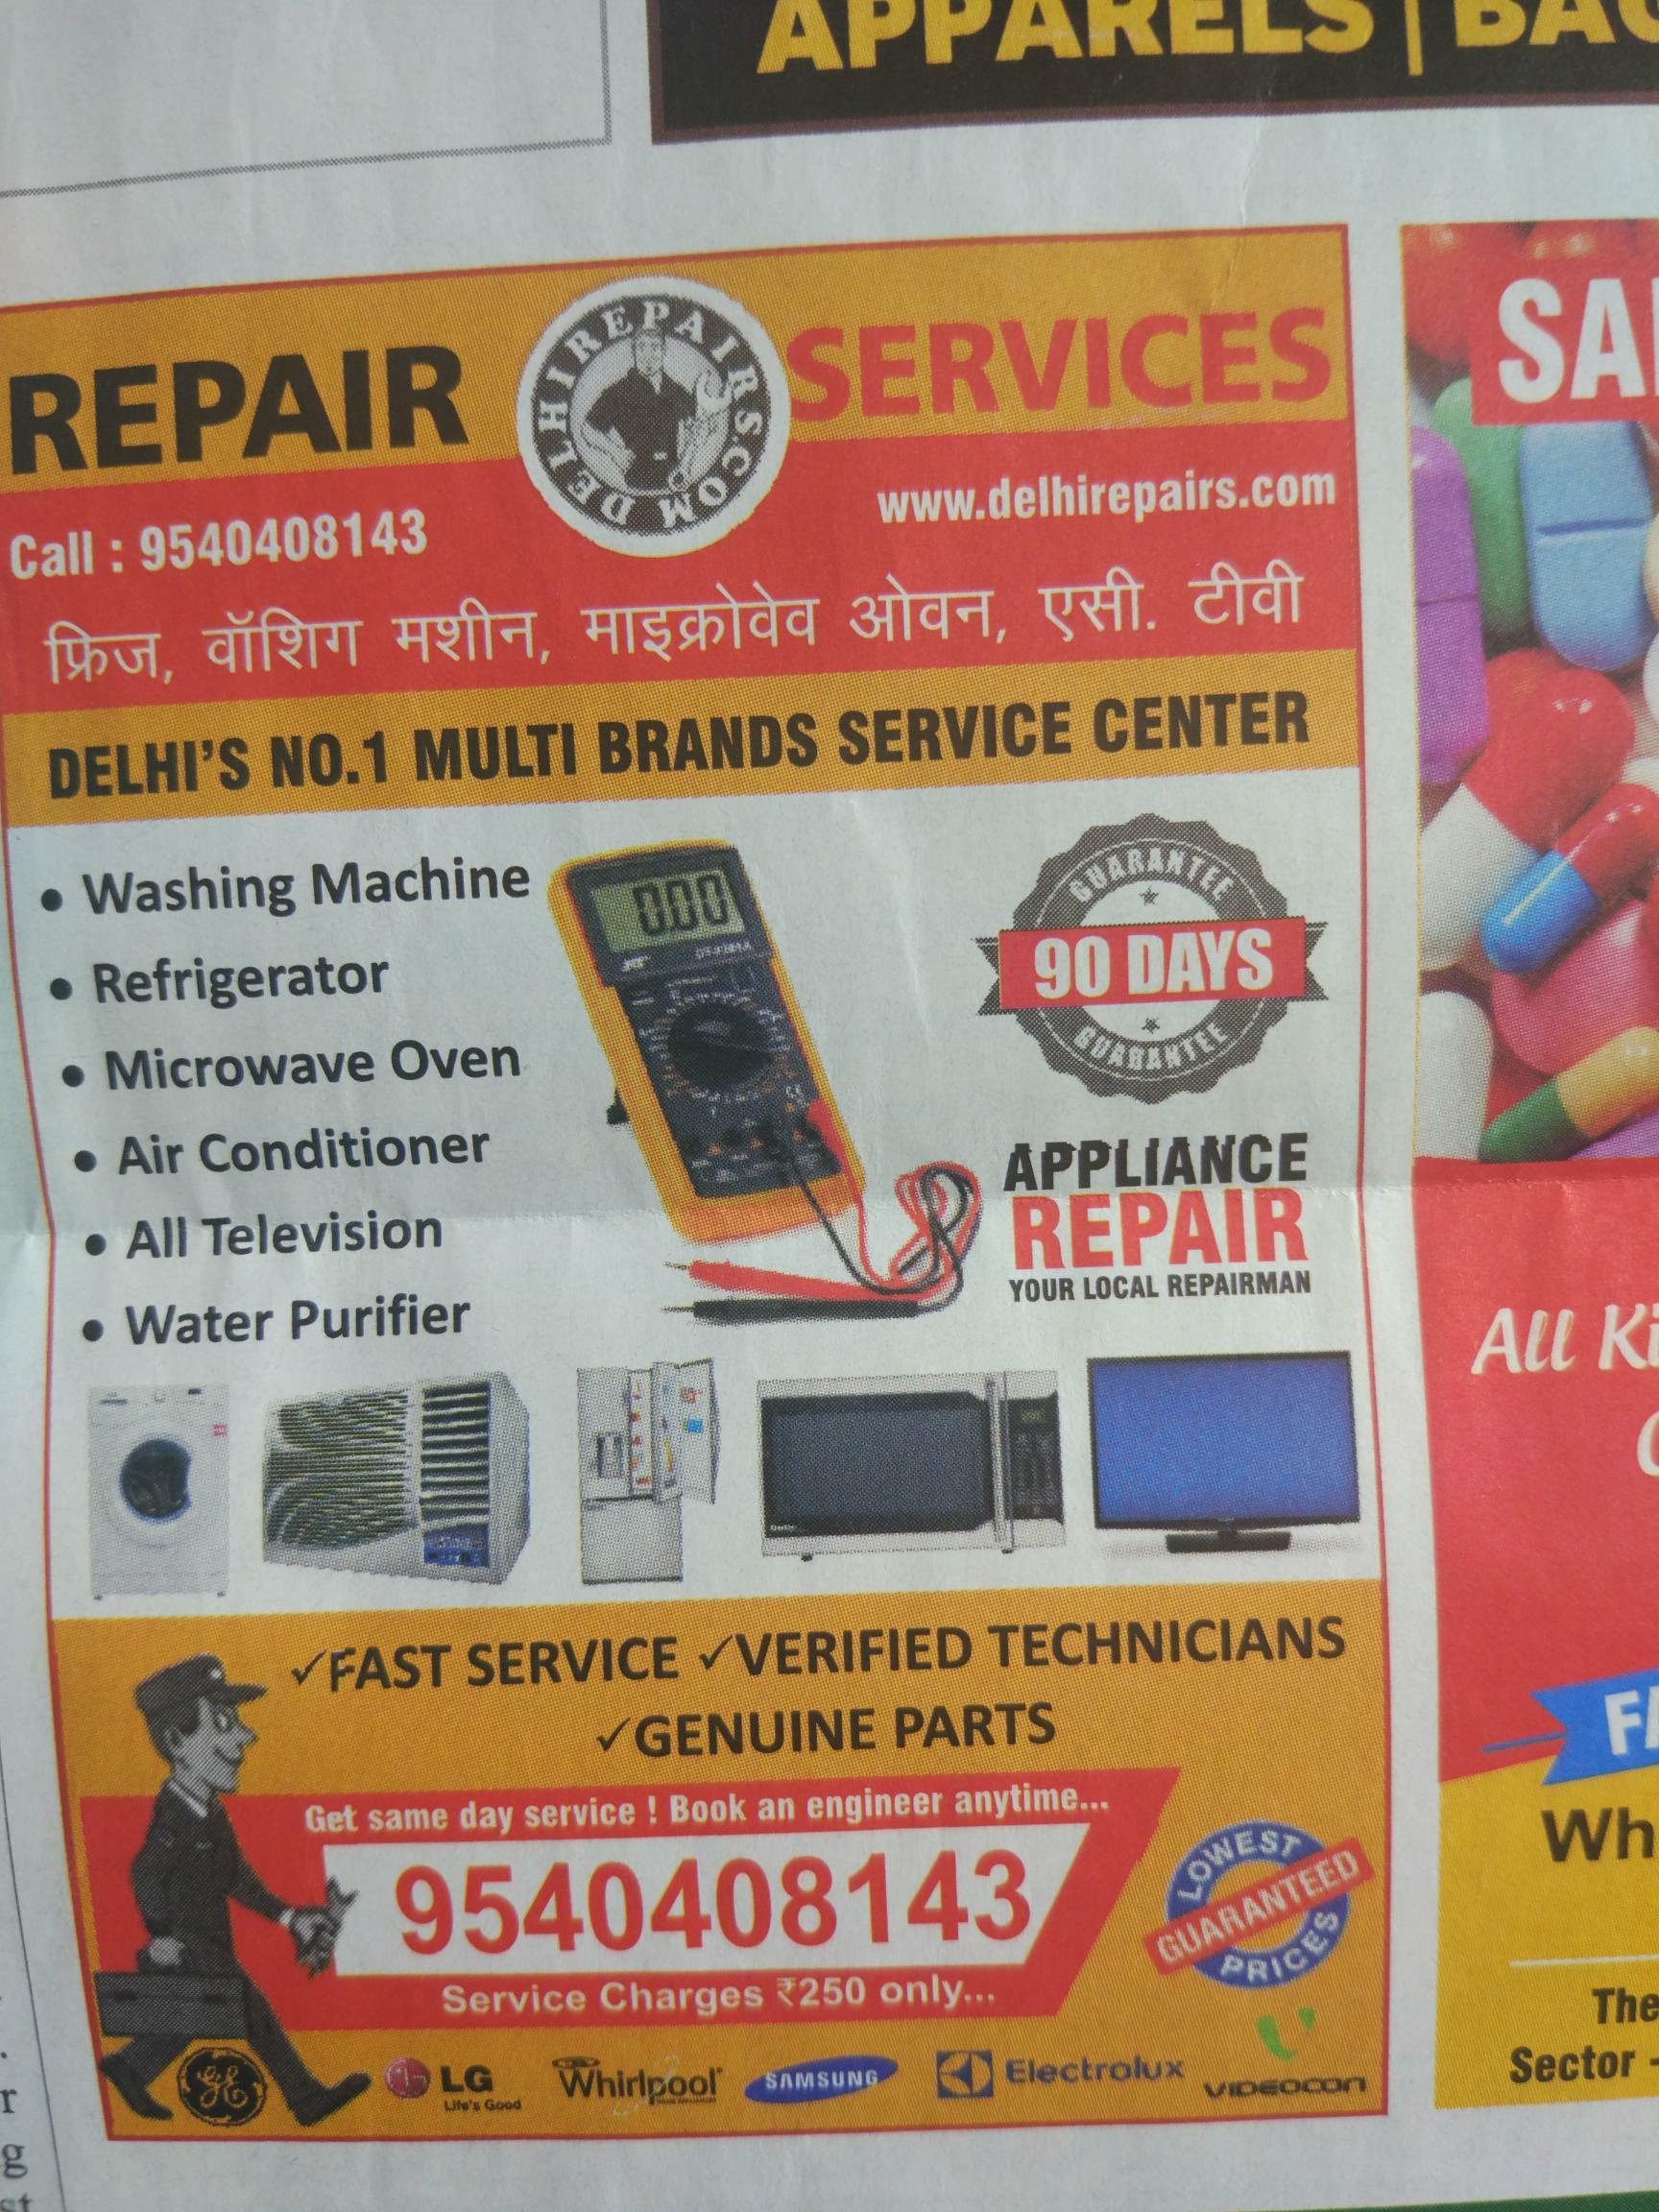 APPARELS | BA
REPAIR SERVICES
DELHIREPAIRS.COM
Call : 9540408143
www.delhirepairs.com
फ्रिज, वॉशिग मशीन, माइक्रोवेव ओवन, एसी. टीवी
DELHI'S NO.1 MULTI BRANDS SERVICE CENTER
• Washing Machine
• Refrigerator
• Microwave Oven
• Air Conditioner
• All Television
• Water Purifier
000
GUARANTEE
90 DAYS
GUARANTEE
APPLIANCE
REPAIR
YOUR LOCAL REPAIRMAN
✓FAST SERVICE ✓VERIFIED TECHNICIANS
✓GENUINE PARTS
Get same day service ! Book an engineer anytime...
9540408143
Service Charges ₹250 only...
LOWEST
GUARANTEED
PRICES
GE
LG
Life's Good
Whirlpool
SAMSUNG
Electrolux
VIDEOCON
SA
All Ki
FA
Wh
The
Sector -